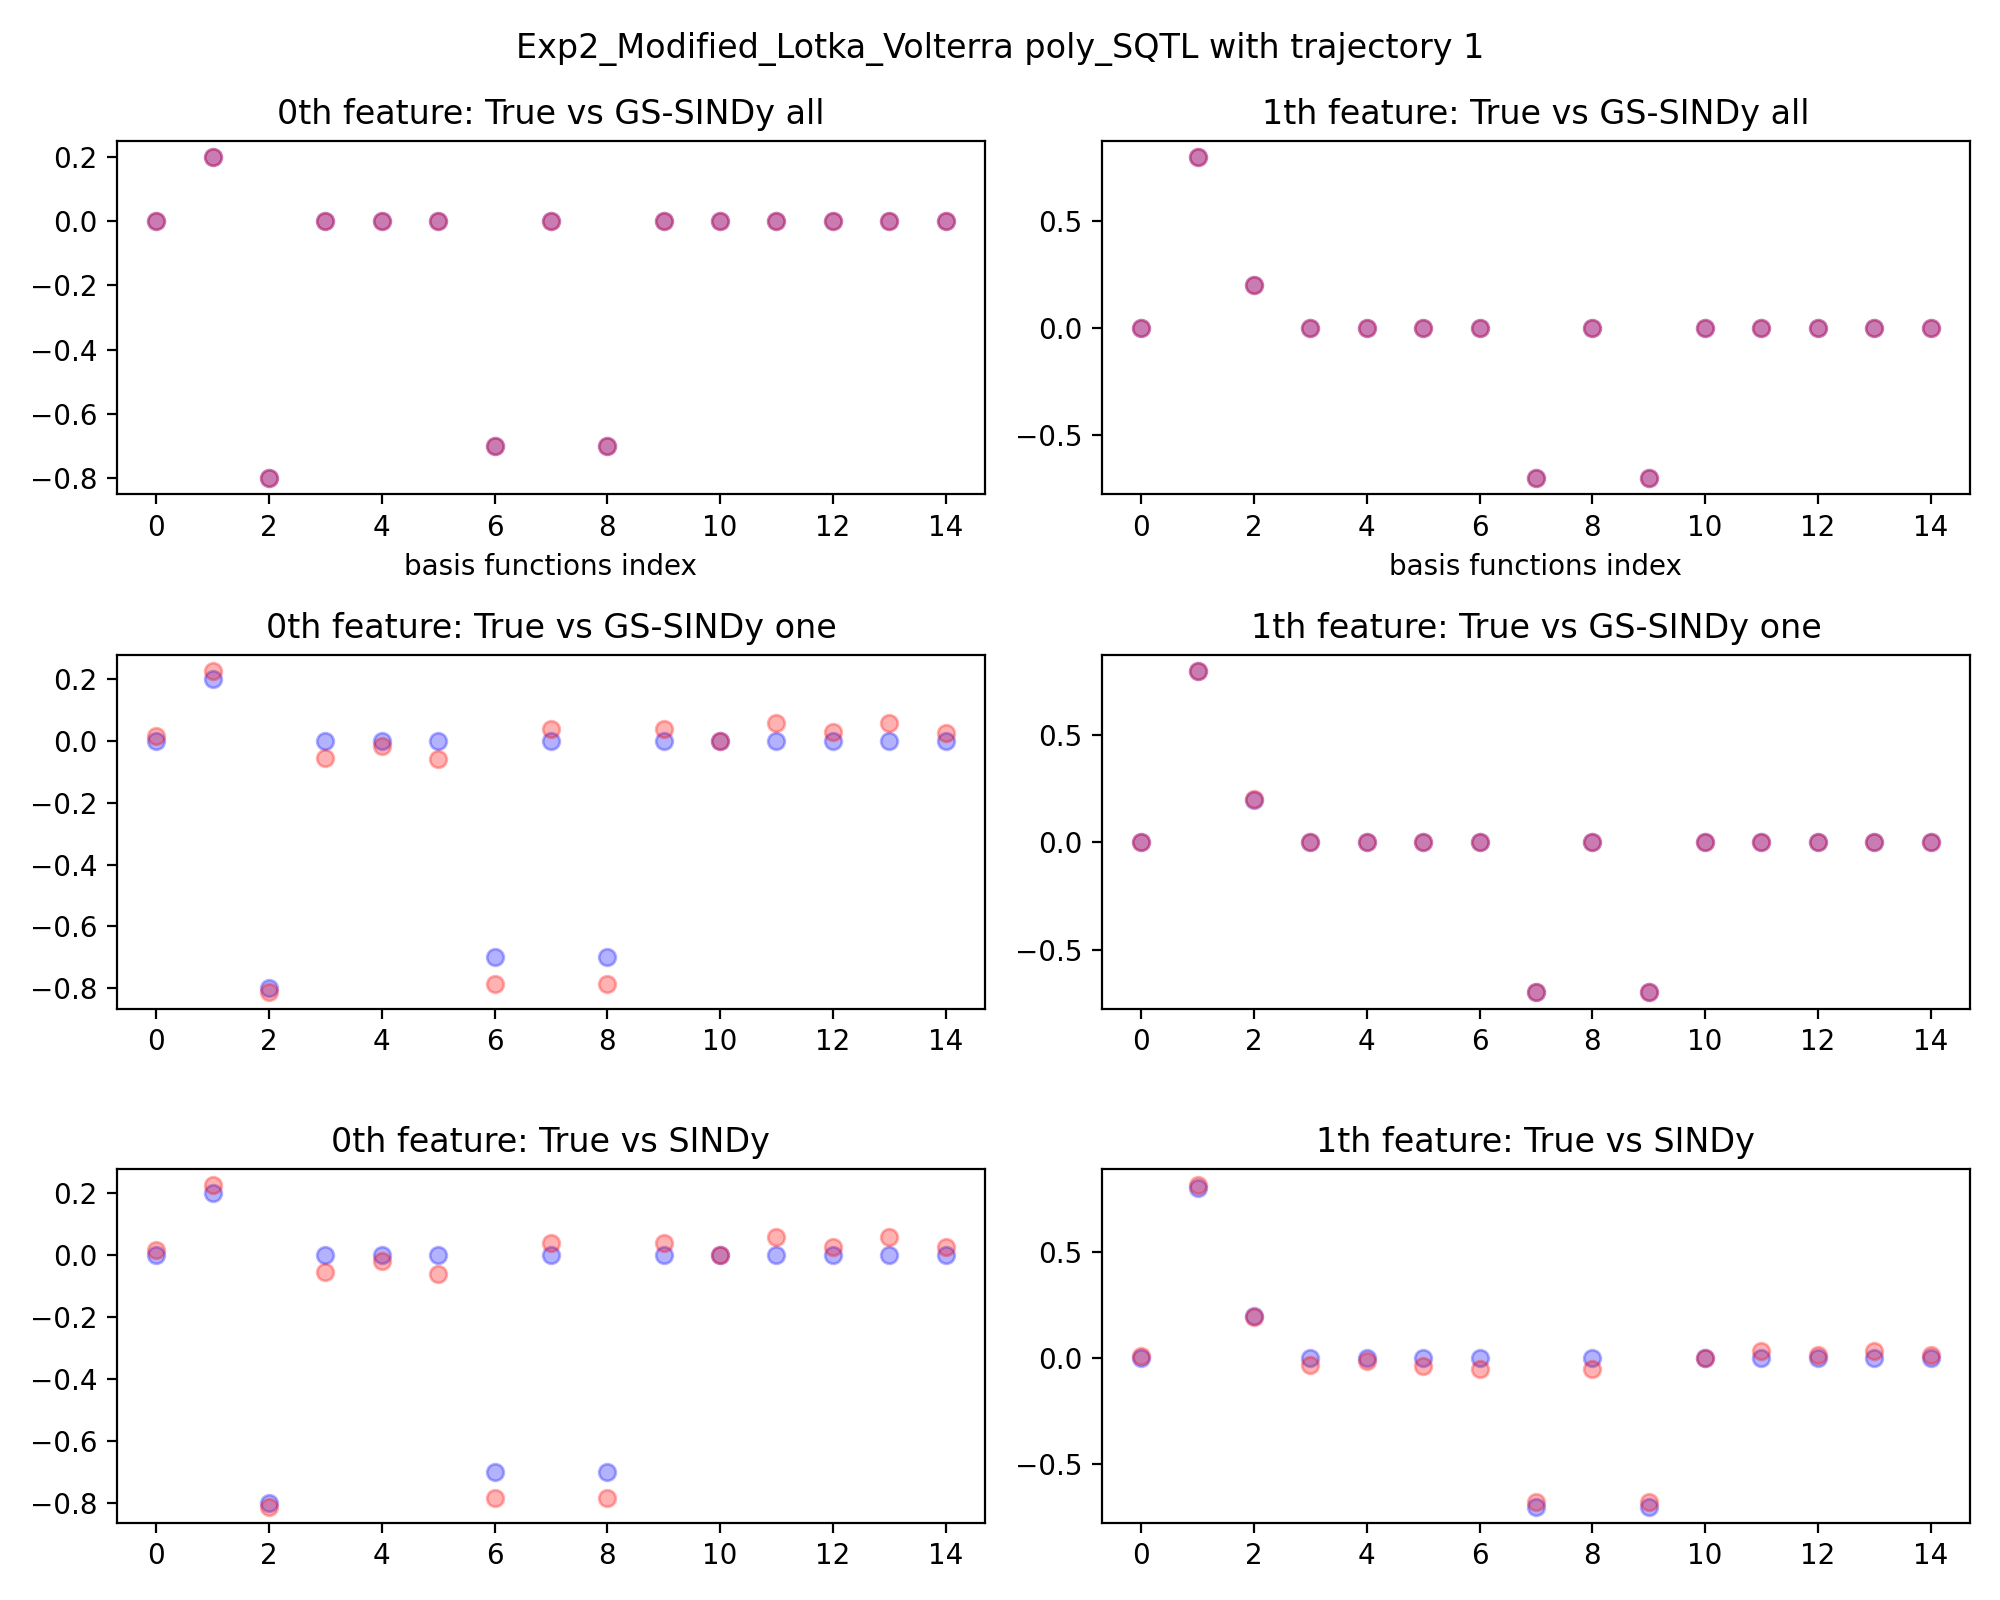 Exp2_Modified_Lotka_Volterra poly_SQTL with trajectory 1
0th feature: True vs GS-SINDy all
0.2
0.0
−0.2
−0.4
−0.6
−0.8
0 2 4 6 8 10 12 14
basis functions index
1th feature: True vs GS-SINDy all
0.5
0.0
−0.5
0 2 4 6 8 10 12 14
basis functions index
0th feature: True vs GS-SINDy one
0.2
0.0
−0.2
−0.4
−0.6
−0.8
0 2 4 6 8 10 12 14
1th feature: True vs GS-SINDy one
0.5
0.0
−0.5
0 2 4 6 8 10 12 14
0th feature: True vs SINDy
0.2
0.0
−0.2
−0.4
−0.6
−0.8
0 2 4 6 8 10 12 14
1th feature: True vs SINDy
0.5
0.0
−0.5
0 2 4 6 8 10 12 14